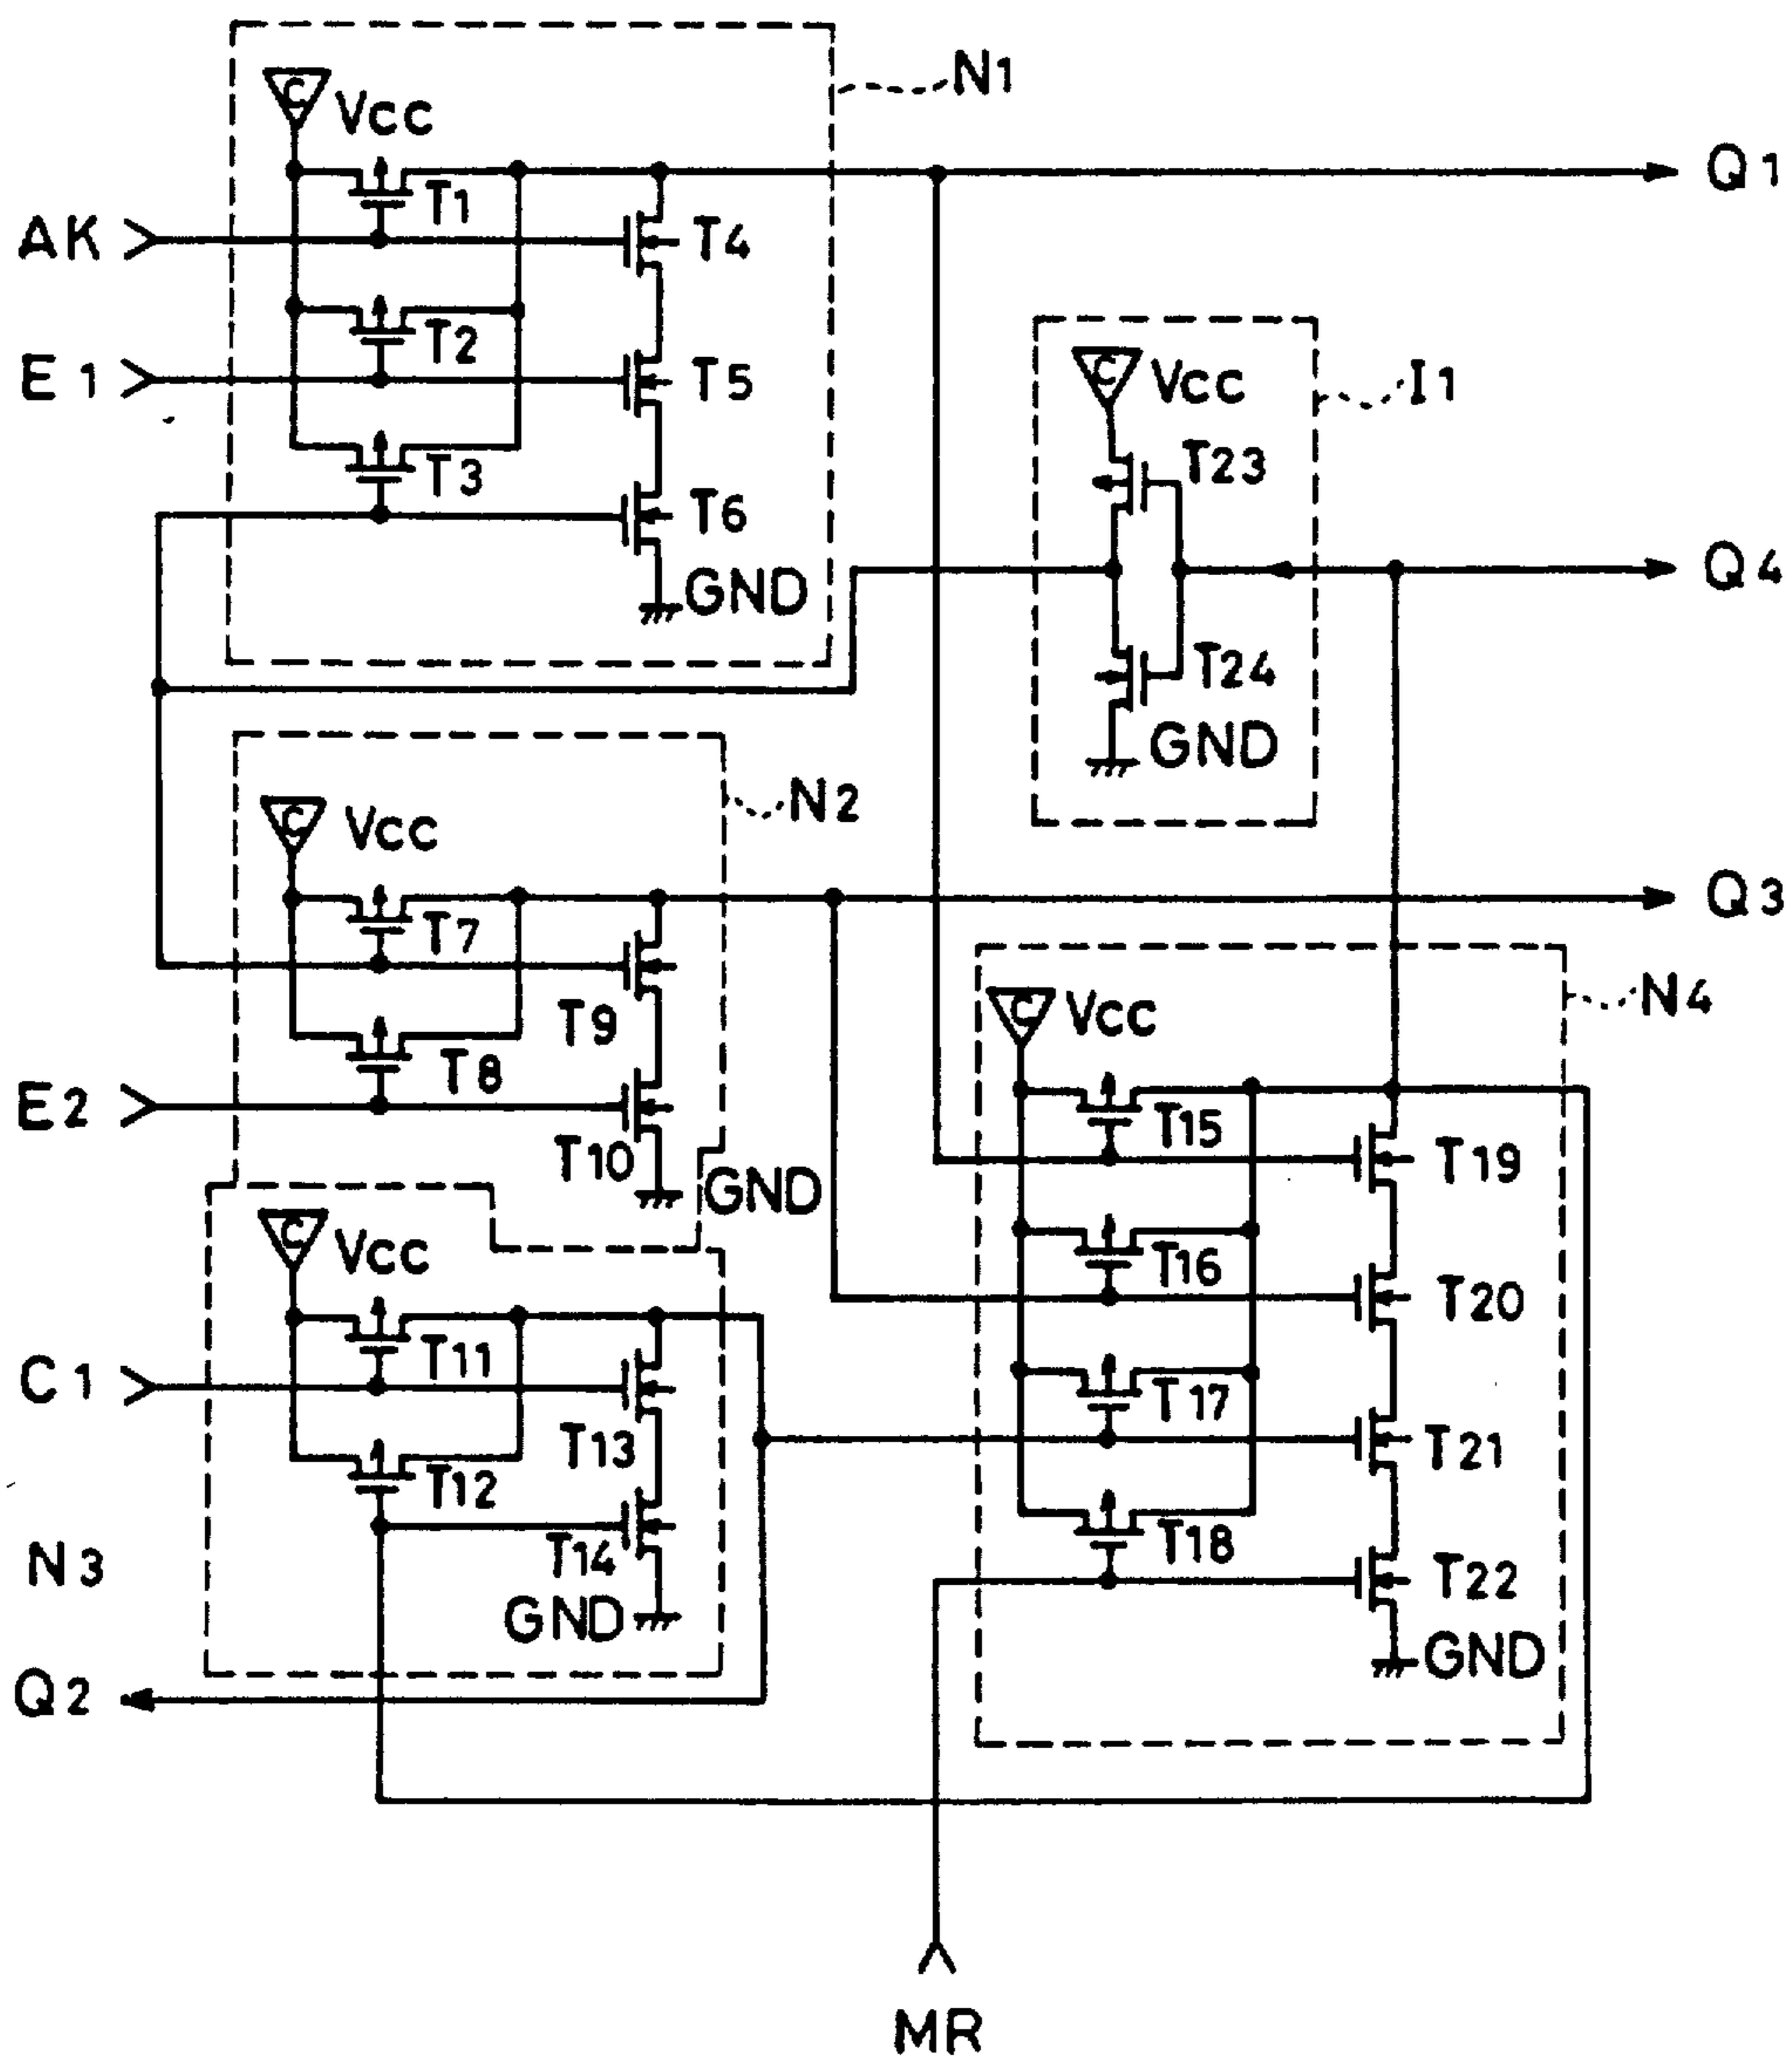 N1
C
Vcc
Q1
T1
AK
T4
T2
E1
T5
C
Vcc
I1
T3
T23
T6
GND
Q4
T24
GND
N2
C
Vcc
Q3
T7
N4
C
Vcc
T9
T8
E2
T15
T10
T19
GND
C
Vcc
T16
T20
T11
C1
T17
T13
T21
T12
T14
T18
N3
T22
GND
GND
Q2
MR